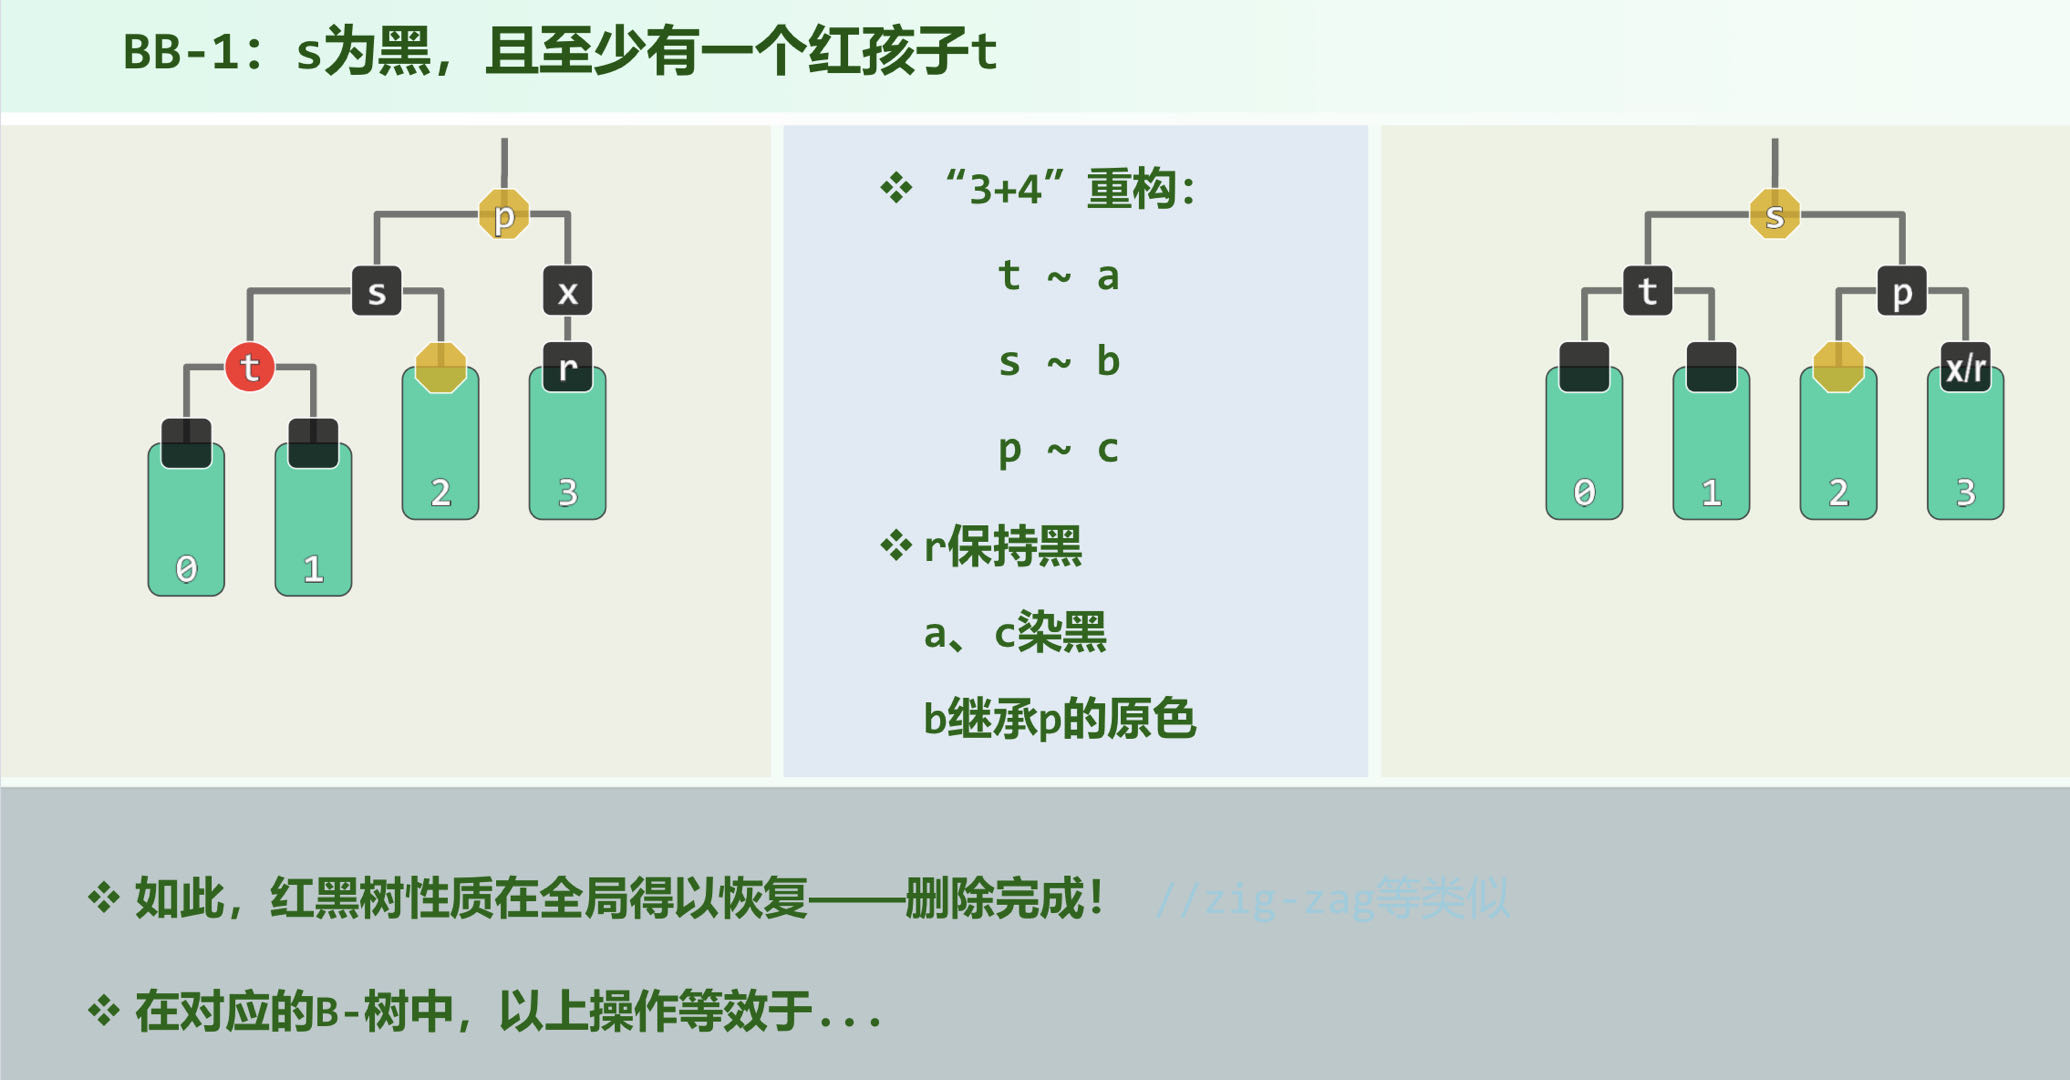 BB-1：s为黑，且至少有一个红孩子t
p
s
x
t
r
2
3
0
1
❖ “3+4”重构：
t ~ a
s ~ b
p ~ c
❖ r保持黑
a、c染黑
b继承p的原色
s
t
p
x/r
0
1
2
3
❖ 如此，红黑树性质在全局得以恢复——删除完成！ //zig-zag等类似
❖ 在对应的B-树中，以上操作等效于...